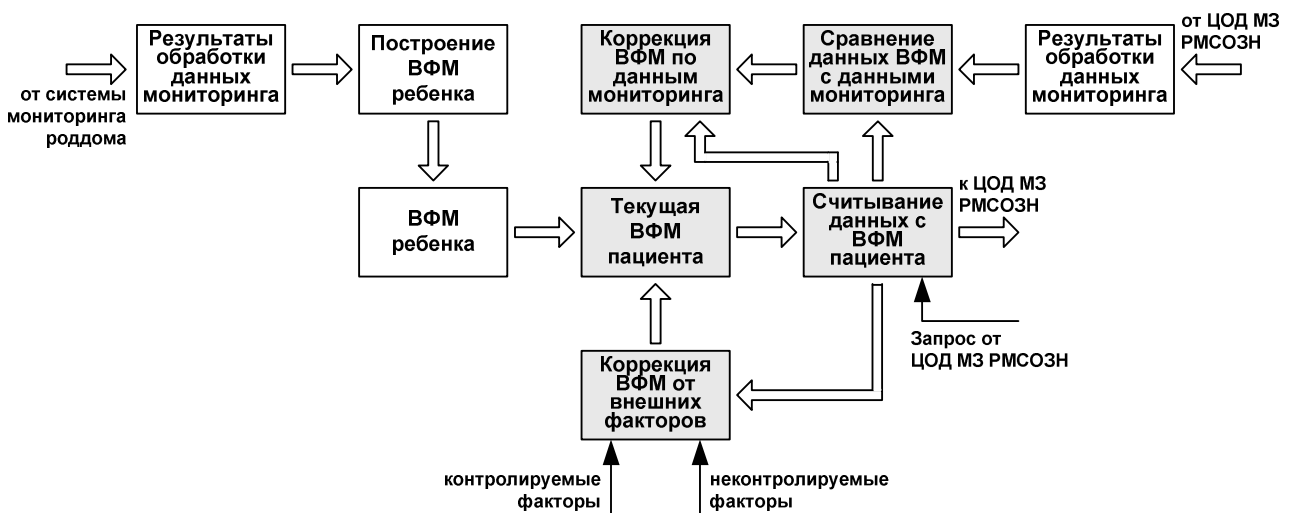 от системы
мониторинга
роддома
Результаты
обработки
данных
мониторинга
Построение
ВФМ
ребенка
Коррекция
ВФМ по
данным
мониторинга
Сравнение
данных ВФМ
с данными
мониторинга
Результаты
обработки
данных
мониторинга
от ЦОД МЗ
РМСОЗН
ВФМ
ребенка
Текущая
ВФМ
пациента
Считывание
данных с
ВФМ
пациента
к ЦОД МЗ
РМСОЗН
Запрос от
ЦОД МЗ РМСОЗН
Коррекция
ВФМ от
внешних
факторов
контролируемые
факторы
неконтролируемые
факторы